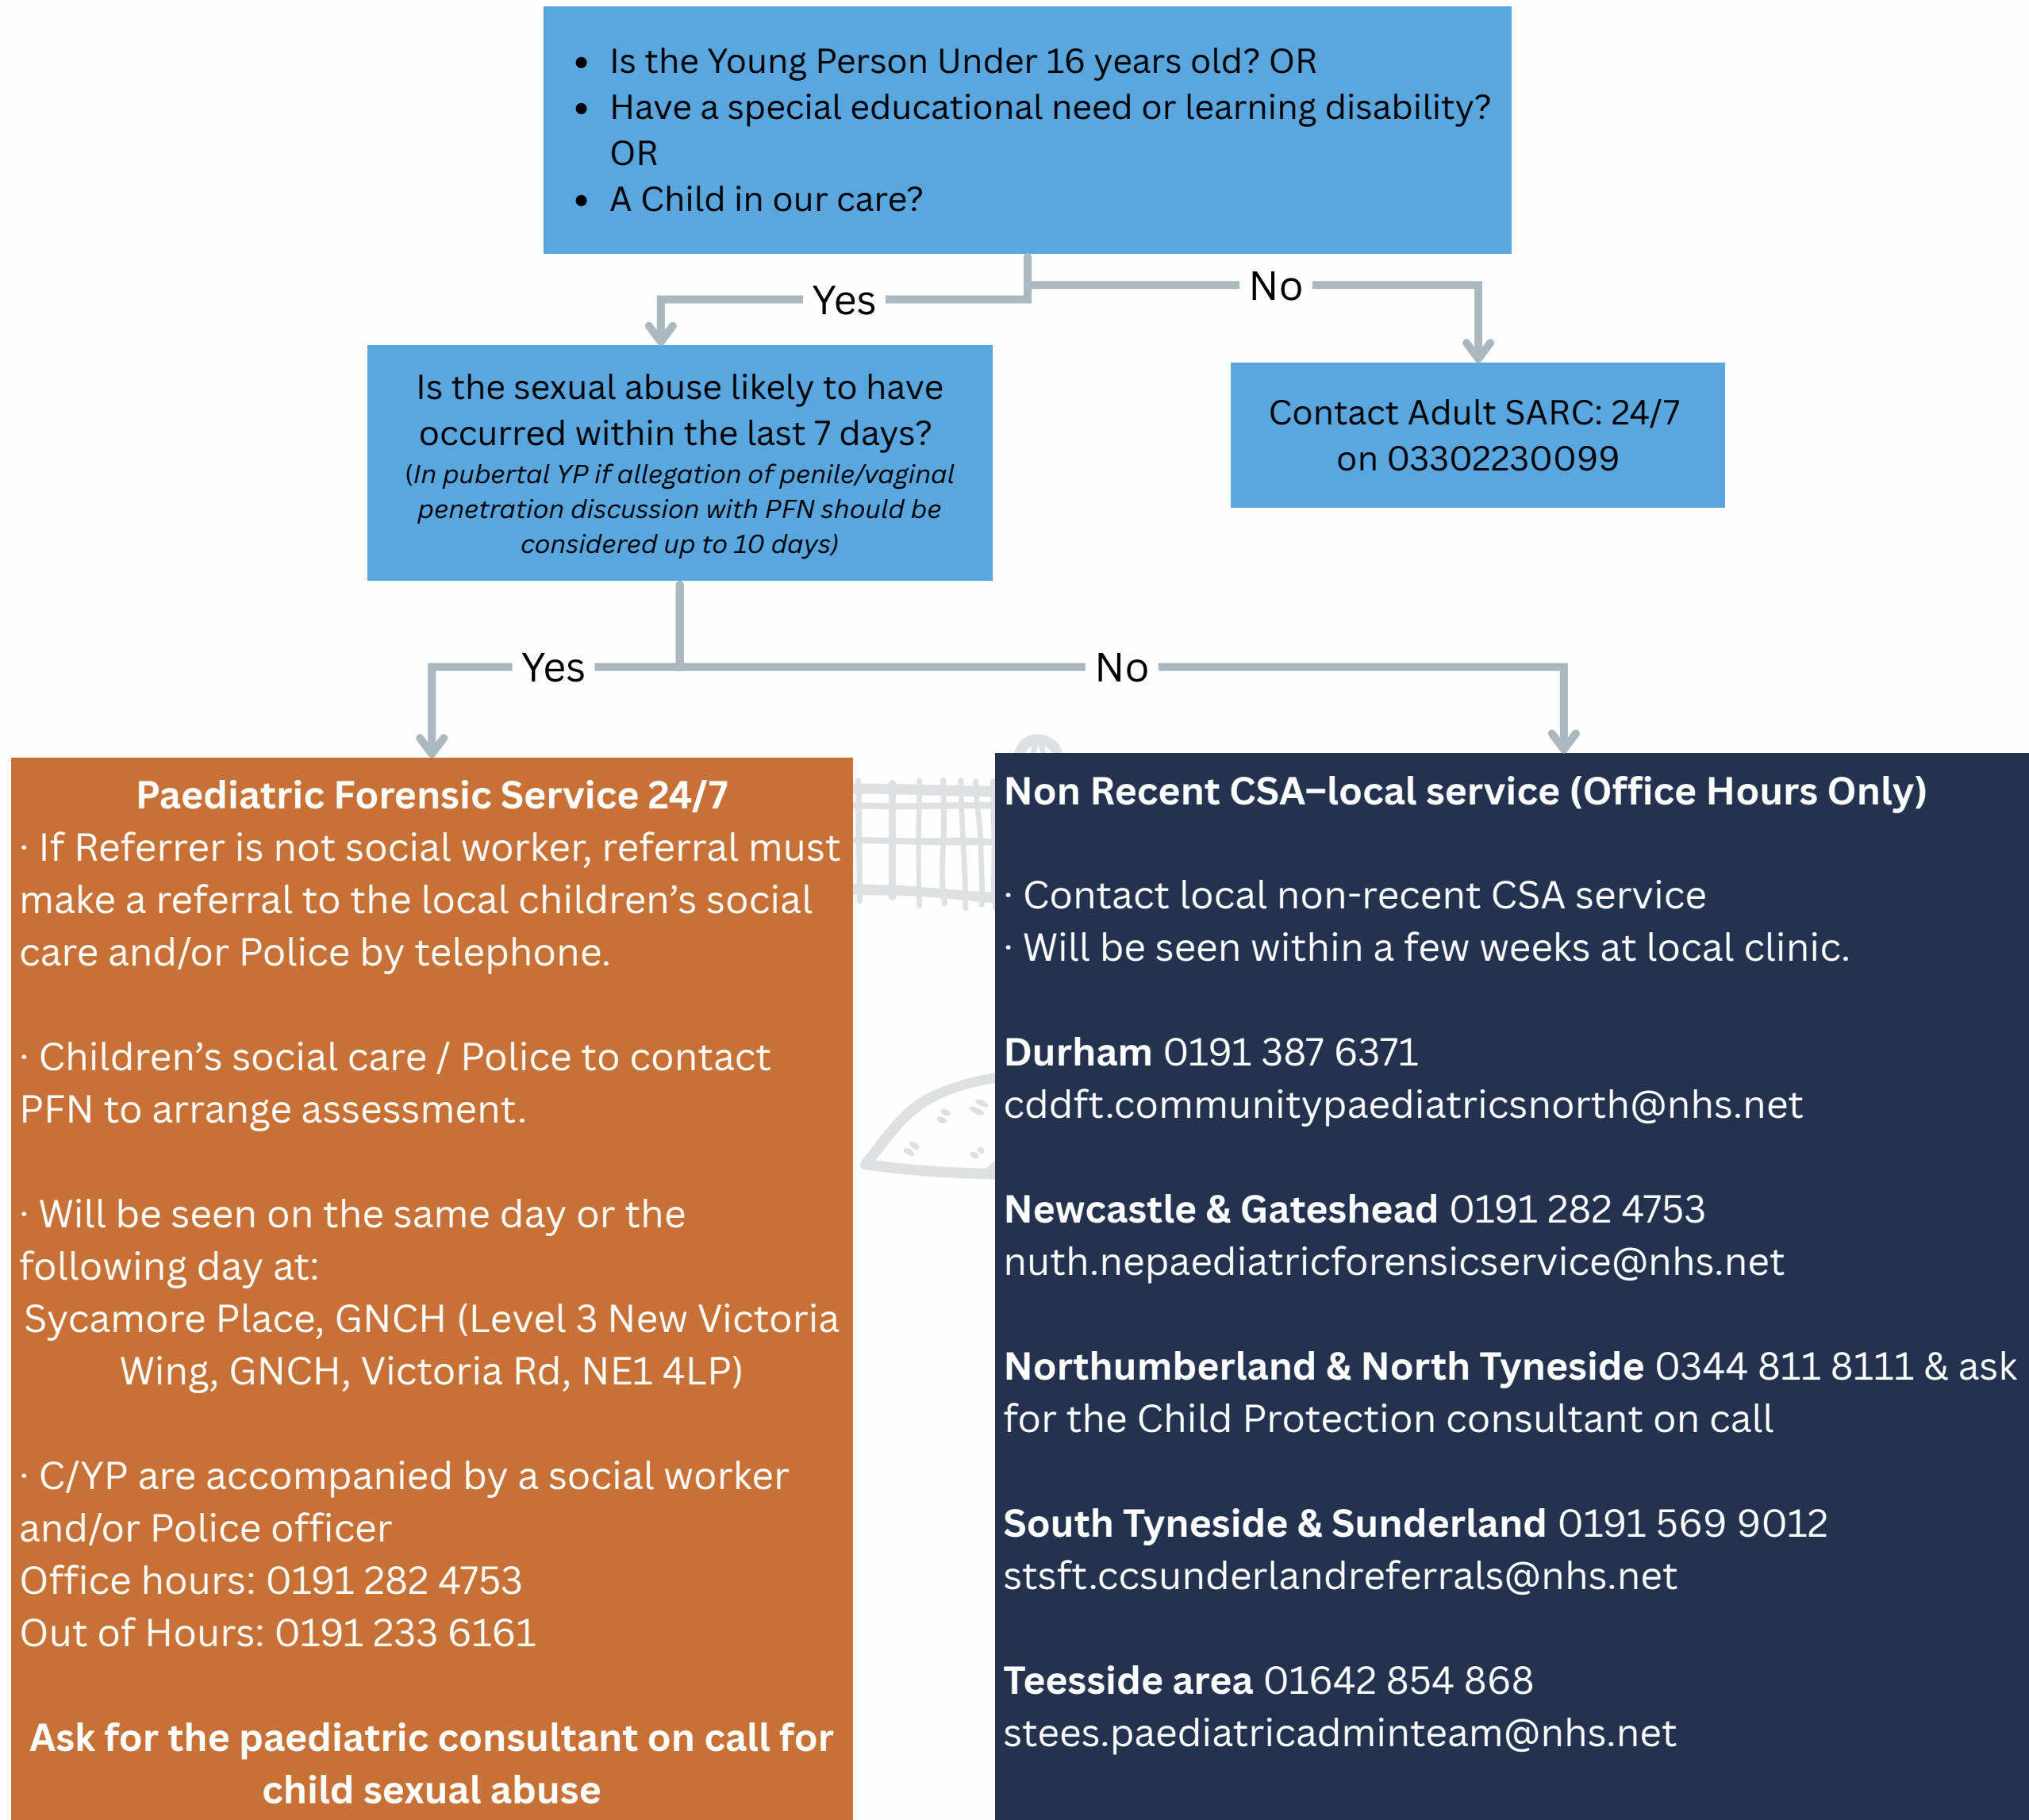 • Is the Young Person Under 16 years old? OR
• Have a special educational need or learning disability?
OR
• A Child in our care?
Yes
No
Is the sexual abuse likely to have
occurred within the last 7 days?
(In pubertal YP if allegation of penile/vaginal
penetration discussion with PFN should be
considered up to 10 days)
Contact Adult SARC: 24/7
on 03302230099
Yes
No
Paediatric Forensic Service 24/7
· If Referrer is not social worker, referral must
make a referral to the local children’s social
care and/or Police by telephone.
· Children’s social care / Police to contact
PFN to arrange assessment.
· Will be seen on the same day or the
following day at:
Sycamore Place, GNCH (Level 3 New Victoria
Wing, GNCH, Victoria Rd, NE1 4LP)
· C/YP are accompanied by a social worker
and/or Police officer
Office hours: 0191 282 4753
Out of Hours: 0191 233 6161
Ask for the paediatric consultant on call for
child sexual abuse
Non Recent CSA–local service (Office Hours Only)
· Contact local non-recent CSA service
· Will be seen within a few weeks at local clinic.
Durham 0191 387 6371
cddft.communitypaediatricsnorth@nhs.net
Newcastle & Gateshead 0191 282 4753
nuth.nepaediatricforensicservice@nhs.net
Northumberland & North Tyneside 0344 811 8111 & ask
for the Child Protection consultant on call
South Tyneside & Sunderland 0191 569 9012
stsft.ccsunderlandreferrals@nhs.net
Teesside area 01642 854 868
stees.paediatricadminteam@nhs.net